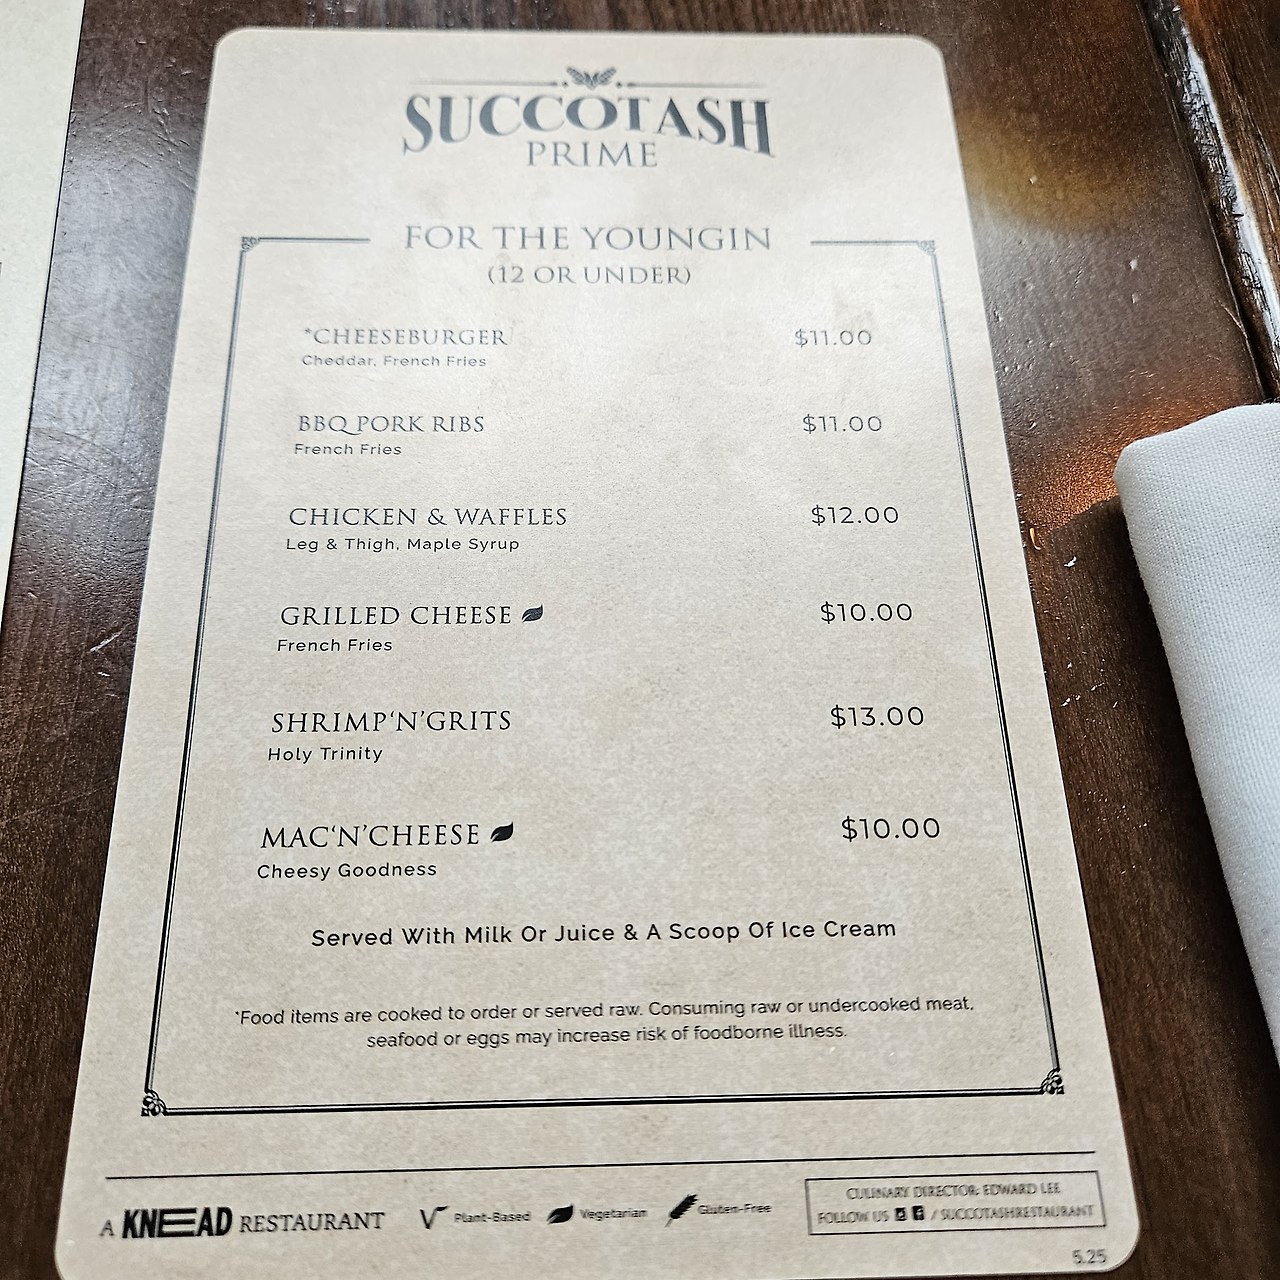 SUCCOTASH
PRIME
FOR THE YOUNGIN
(12 OR UNDER)
*CHEESEBURGER $11.00
Cheddar, French Fries
BBQ PORK RIBS $11.00
French Fries
CHICKEN & WAFFLES $12.00
Leg & Thigh, Maple Syrup
GRILLED CHEESE $10.00
French Fries
SHRIMP‘N’GRITS $13.00
Holy Trinity
MAC‘N’CHEESE $10.00
Cheesy Goodness
Served With Milk Or Juice & A Scoop Of Ice Cream
*Food items are cooked to order or served raw. Consuming raw or undercooked meat,
seafood or eggs may increase risk of foodborne illness.
A KNEAD RESTAURANT V Plant-Based Vegetarian Gluten-Free
CULINARY DIRECTOR: EDWARD LEE
FOLLOW US / SUCCOTASHRESTAURANT
5.25